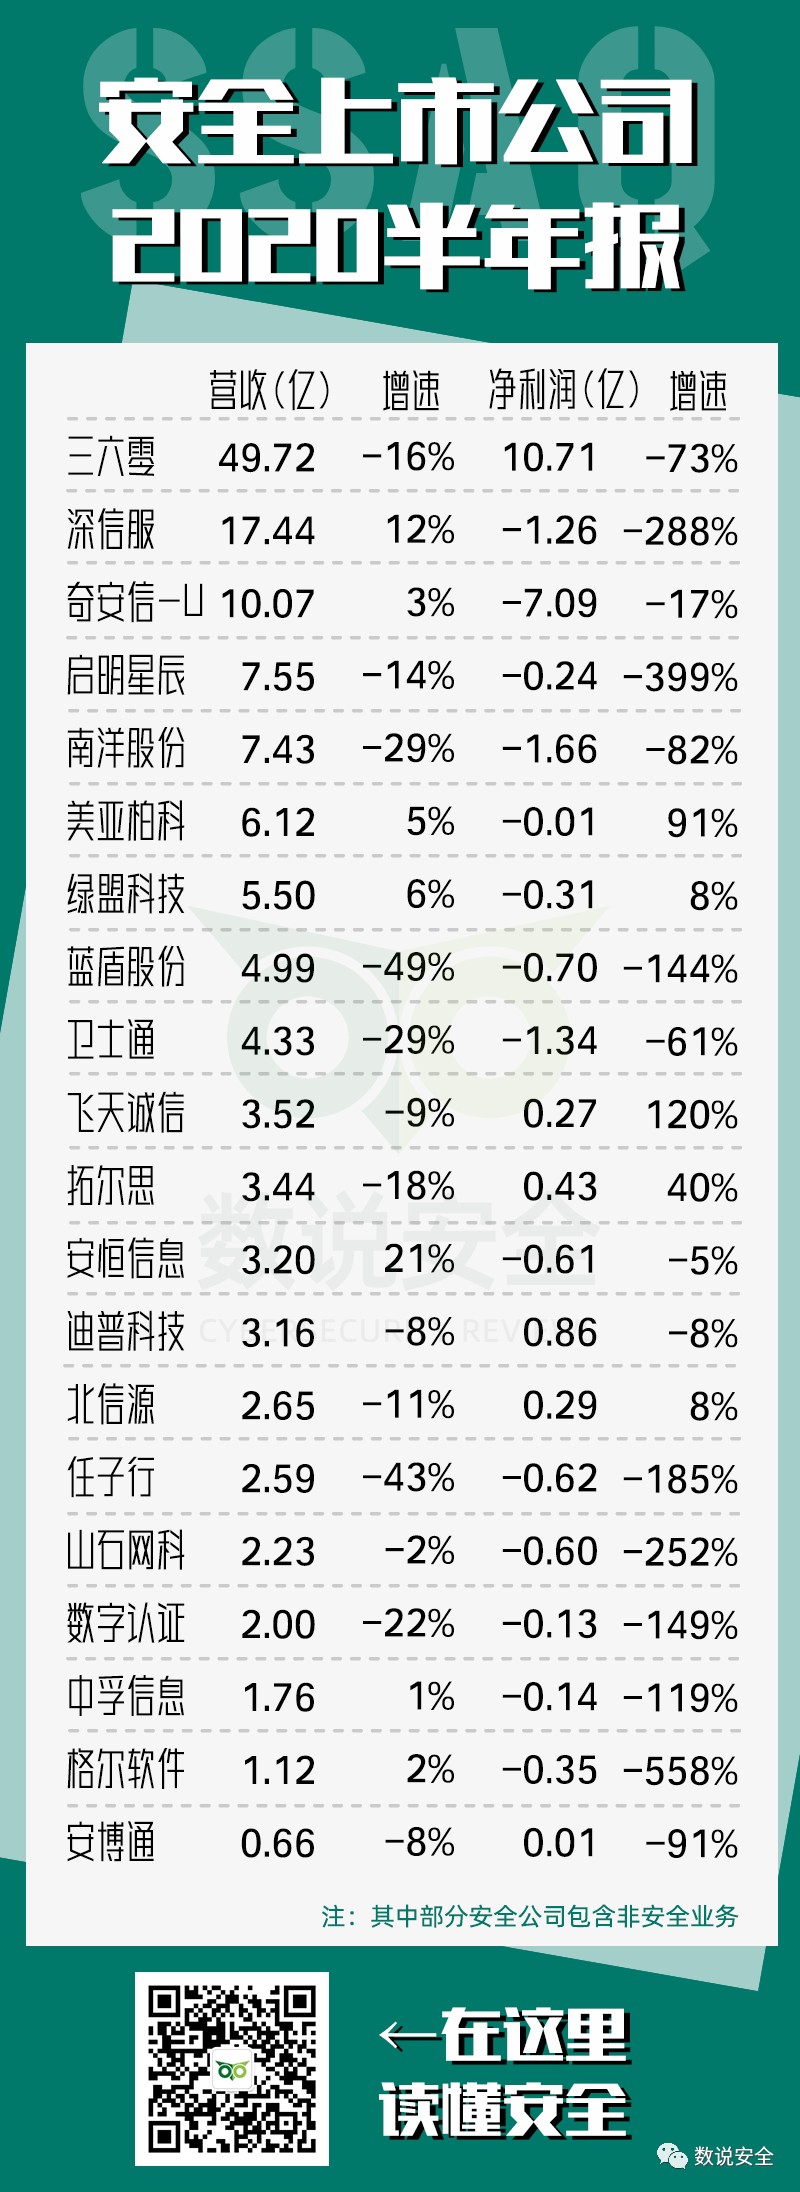 SSAQ
安全上市公司
2020半年报
营收(亿) 增速 净利润(亿) 增速
三六零 49.72 -16% 10.71 -73%
深信服 17.44 12% -1.26 -288%
奇安信-U 10.07 3% -7.09 -17%
启明星辰 7.55 -14% -0.24 -399%
南洋股份 7.43 -29% -1.66 -82%
美亚柏科 6.12 5% -0.01 91%
绿盟科技 5.50 6% -0.31 8%
蓝盾股份 4.99 -49% -0.70 -144%
卫士通 4.33 -29% -1.34 -61%
飞天诚信 3.52 -9% 0.27 120%
拓尔思 3.44 -18% 0.43 40%
数说安全
安恒信息 3.20 21% -0.61 -5%
CYBERSECURITY REVIEW
迪普科技 3.16 -8% 0.86 -8%
北信源 2.65 -11% 0.29 8%
任子行 2.59 -43% -0.62 -185%
山石网科 2.23 -2% -0.60 -252%
数字认证 2.00 -22% -0.13 -149%
中孚信息 1.76 1% -0.14 -119%
格尔软件 1.12 2% -0.35 -558%
安博通 0.66 -8% 0.01 -91%
注：其中部分安全公司包含非安全业务
←在这里
读懂安全
数说安全